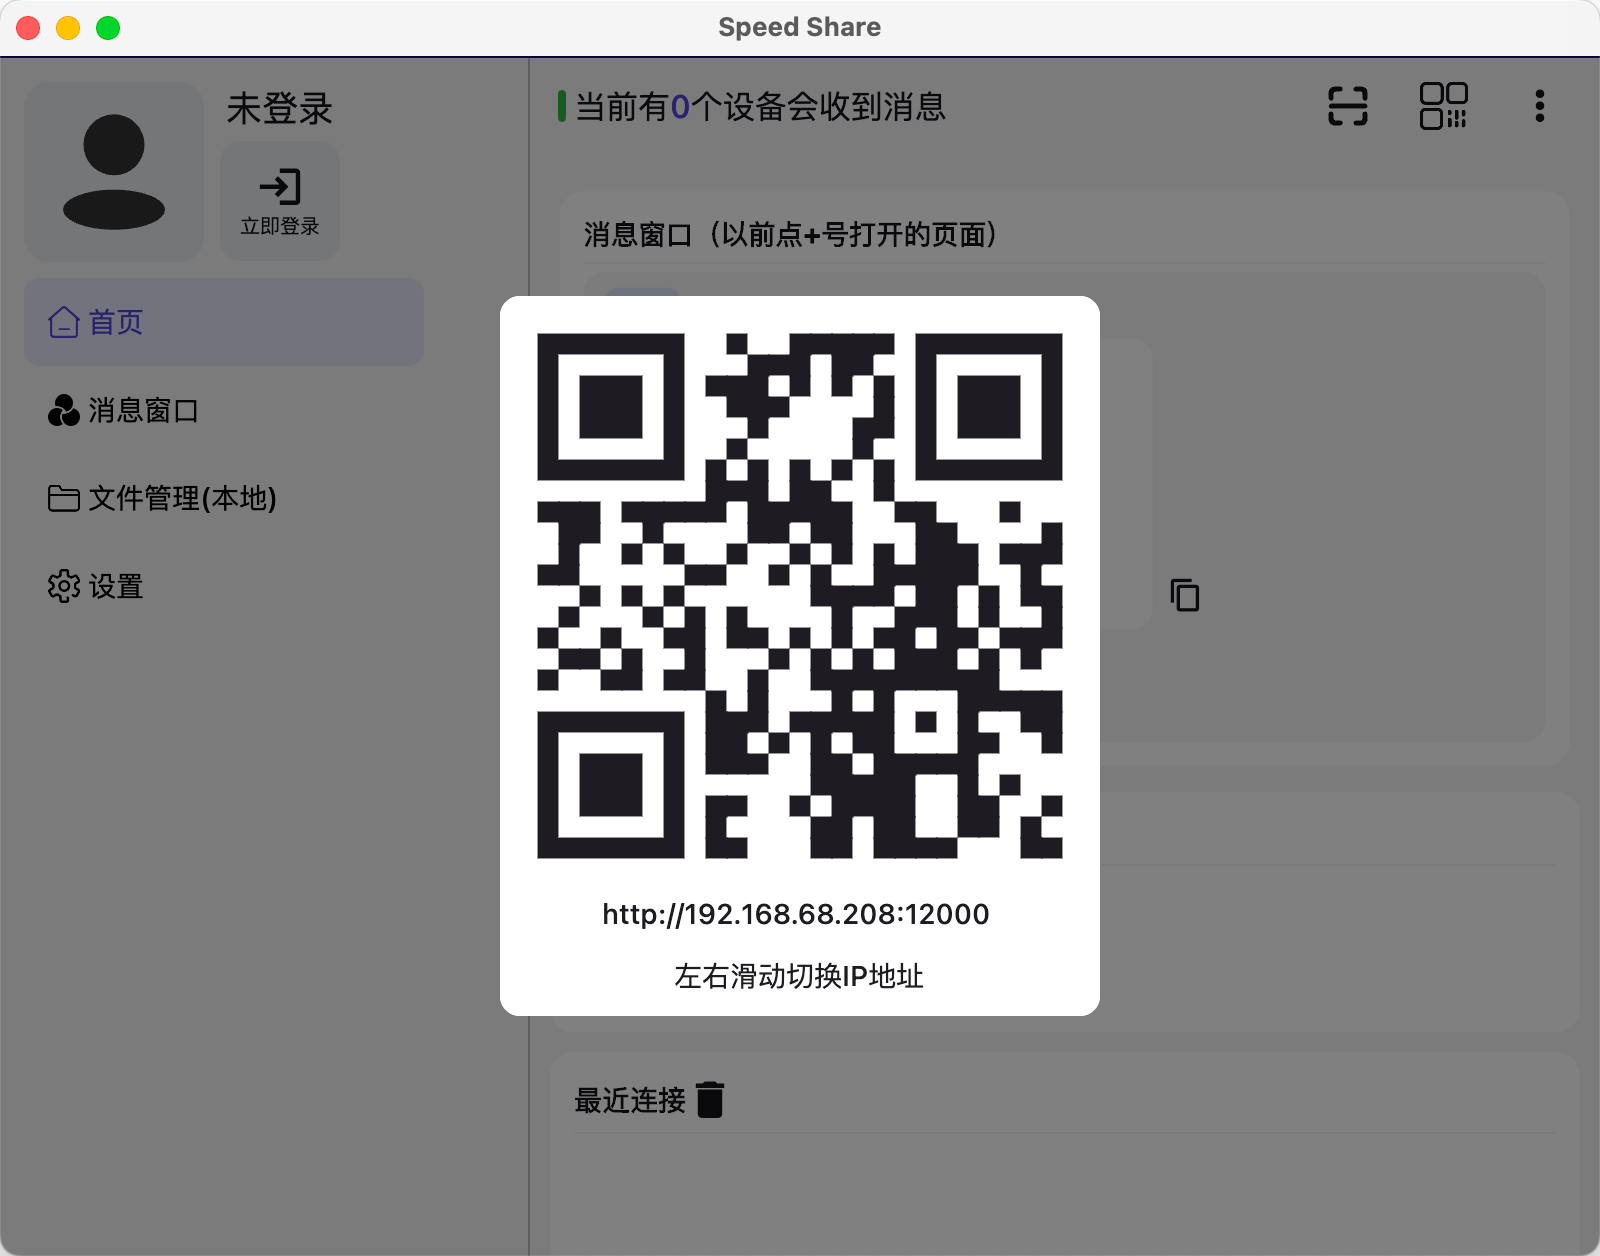 Speed Share
未登录
立即登录
首页
消息窗口
文件管理(本地)
设置
当前有0个设备会收到消息
消息窗口（以前点+号打开的页面）
http://192.168.68.208:12000
左右滑动切换IP地址
最近连接